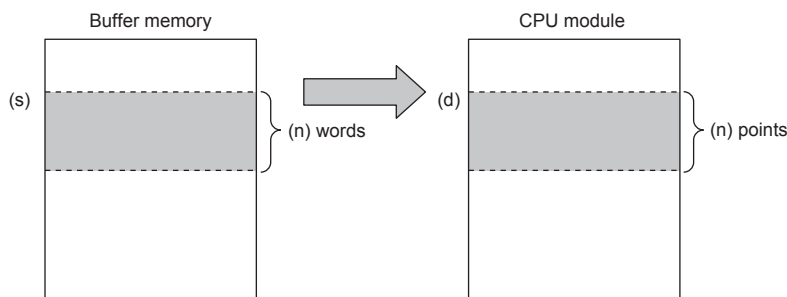 Buffer memory
CPU module
(s)
(d)
(n) words
(n) points